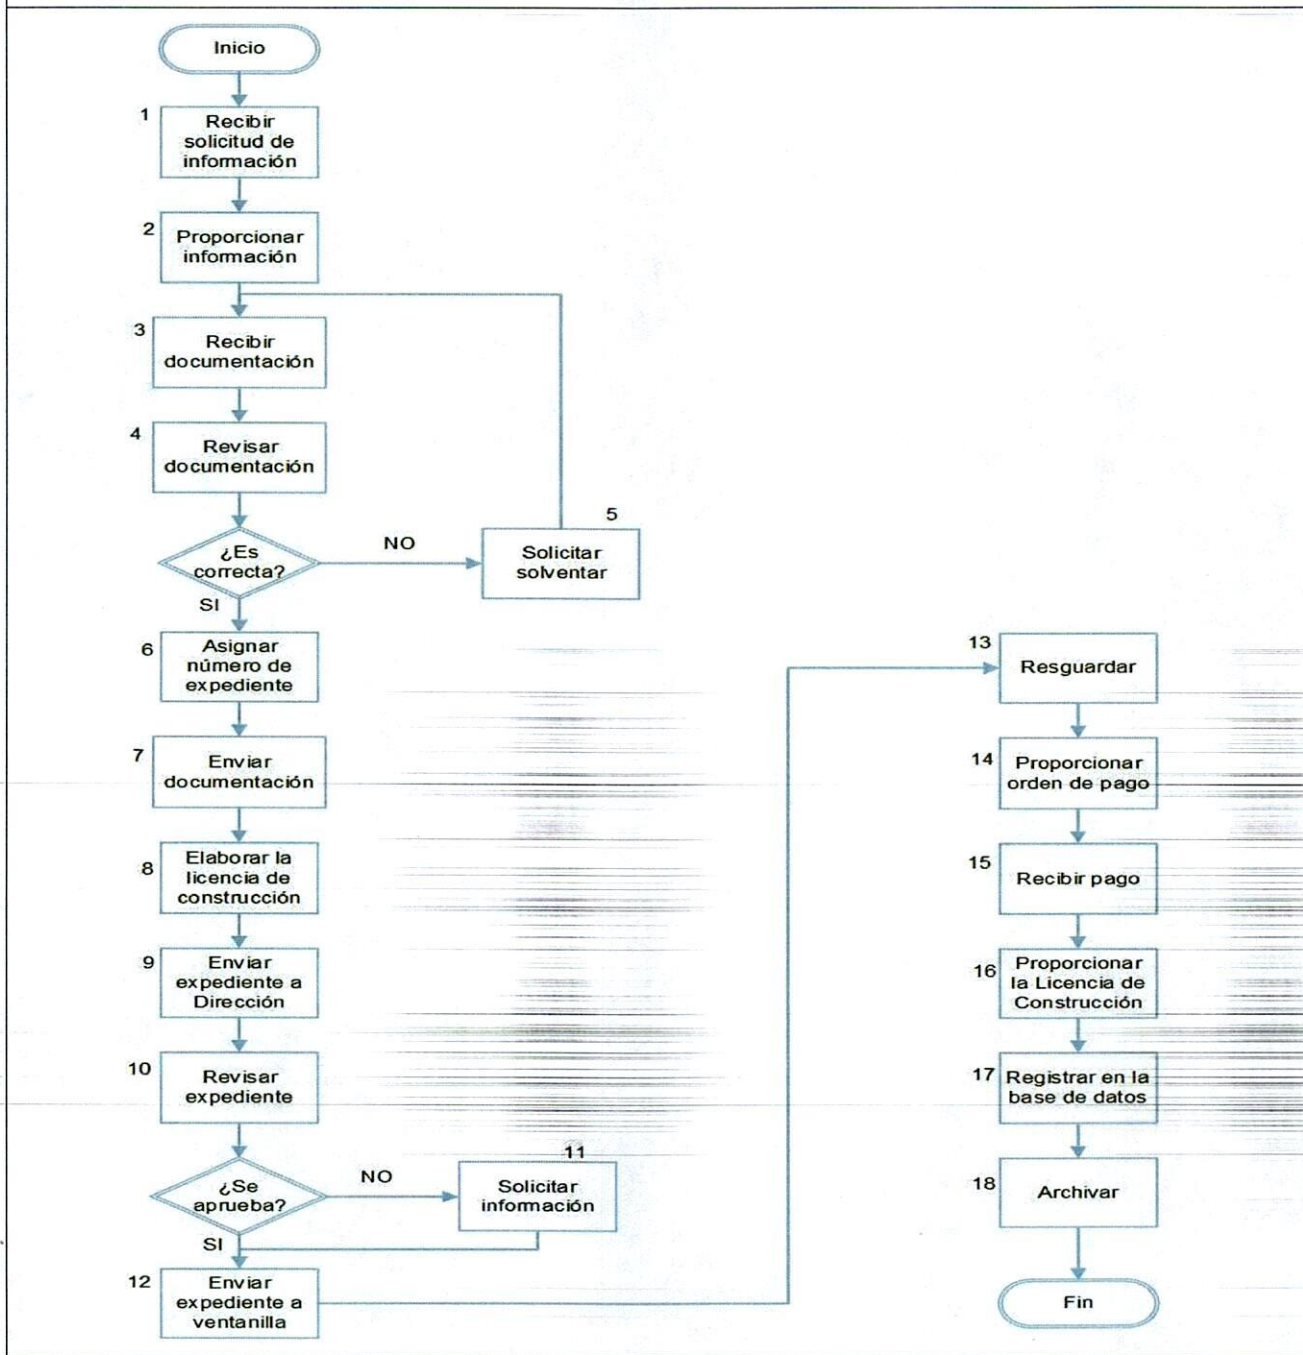 Inicio
1
Recibir
solicitud de
información
2
Proporcionar
información
3
Recibir
documentación
4
Revisar
documentación
¿Es
correcta?
NO
5
Solicitar
solventar
SI
6
Asignar
número de
expediente
7
Enviar
documentación
8
Elaborar la
licencia de
construcción
9
Enviar
expediente a
Dirección
10
Revisar
expediente
¿Se
aprueba?
NO
11
Solicitar
información
SI
12
Enviar
expediente a
ventanilla
13
Resguardar
14
Proporcionar
orden de pago
15
Recibir pago
16
Proporcionar
la Licencia de
Construcción
17
Registrar en la
base de datos
18
Archivar
Fin